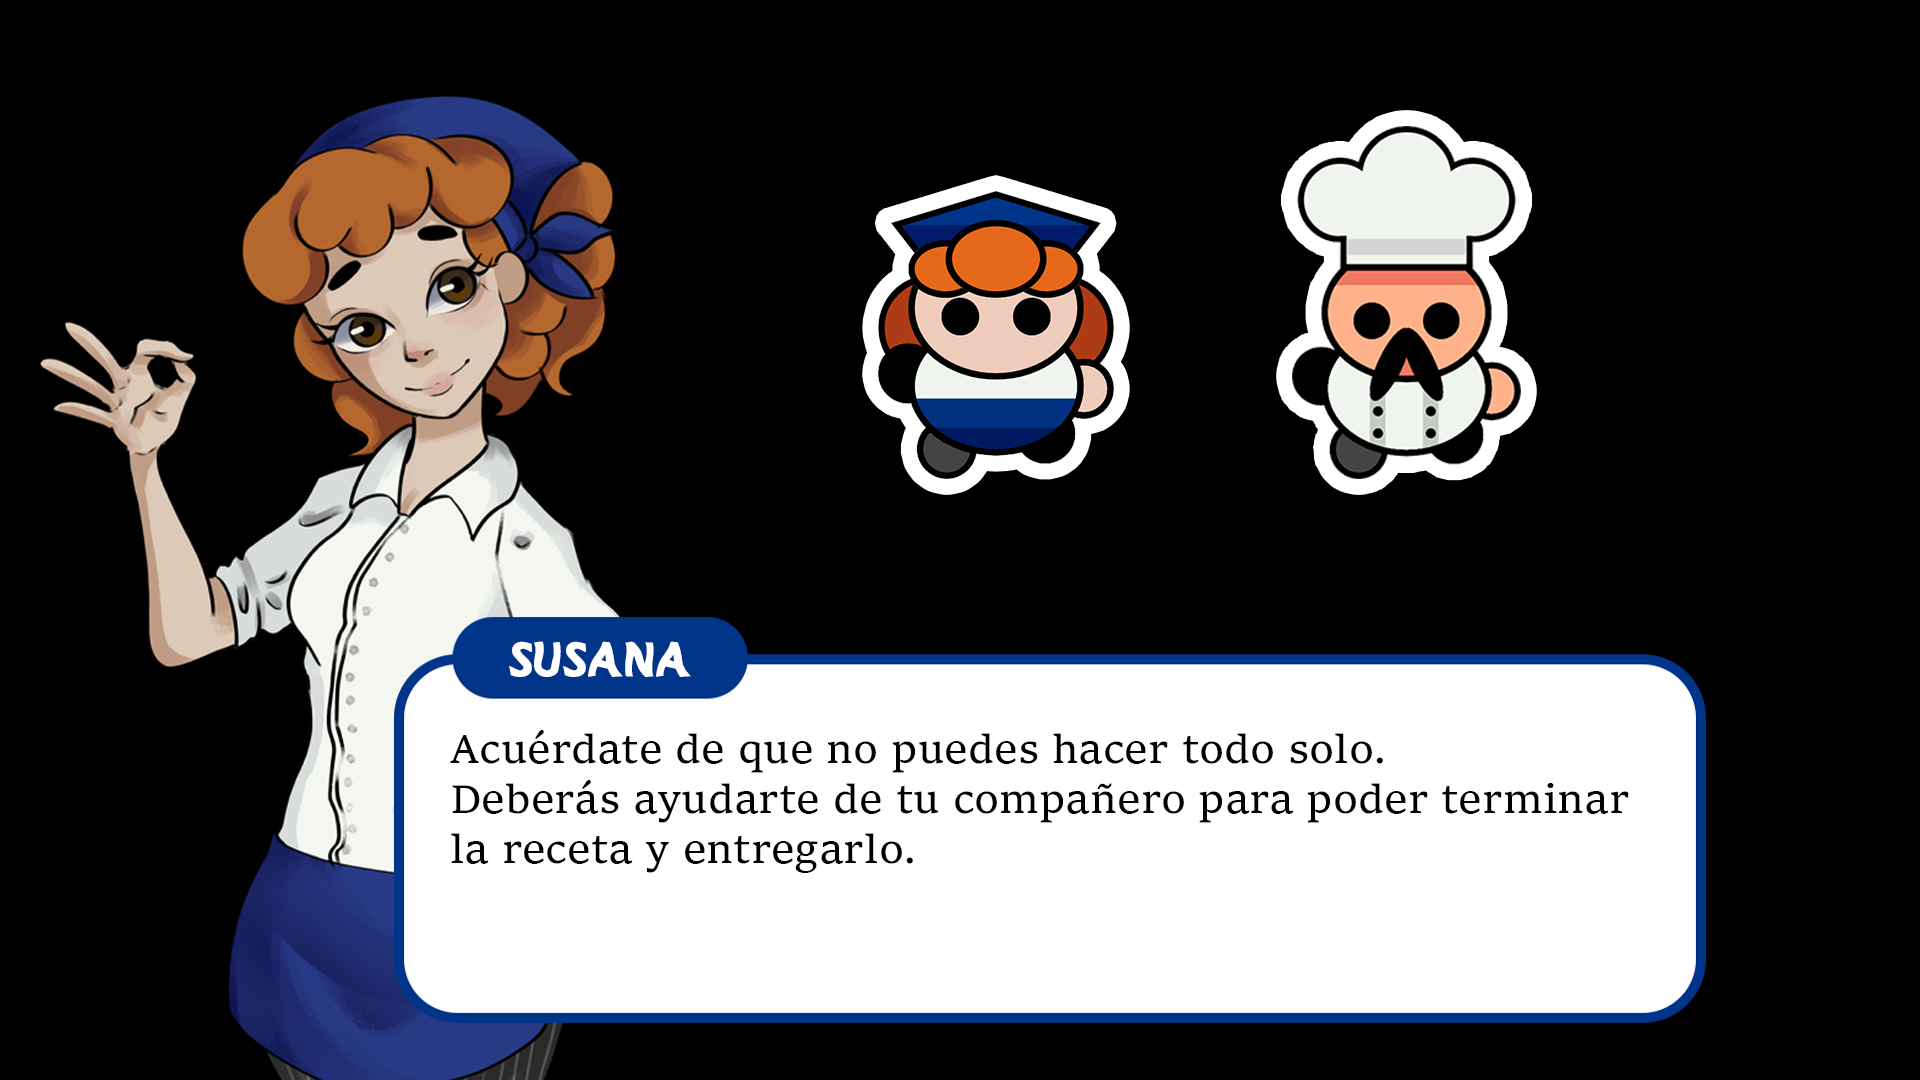 SUSANA
Acuérdate de que no puedes hacer todo solo.
Deberás ayudarte de tu compañero para poder terminar
la receta y entregarlo.